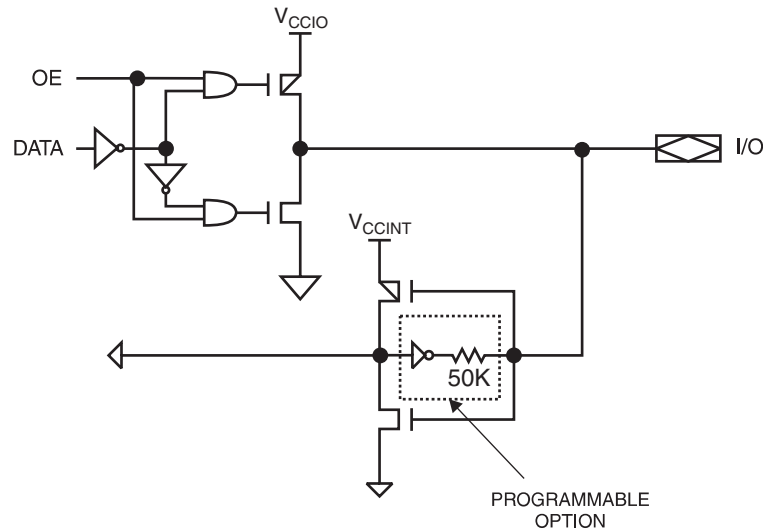 V_CCIO
OE
DATA
I/O
V_CCINT
50K
PROGRAMMABLE
OPTION